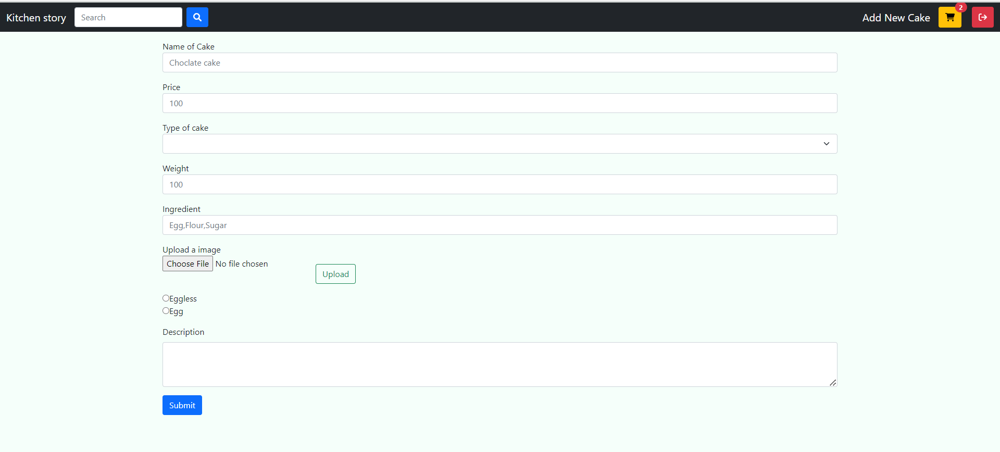 Kitchen story Search Add New Cake 2
Name of Cake
Choclate cake
Price
100
Type of cake
Weight
100
Ingredient
Egg,Flour,Sugar
Upload a image
Choose File No file chosen
Upload
Eggless
Egg
Description
Submit